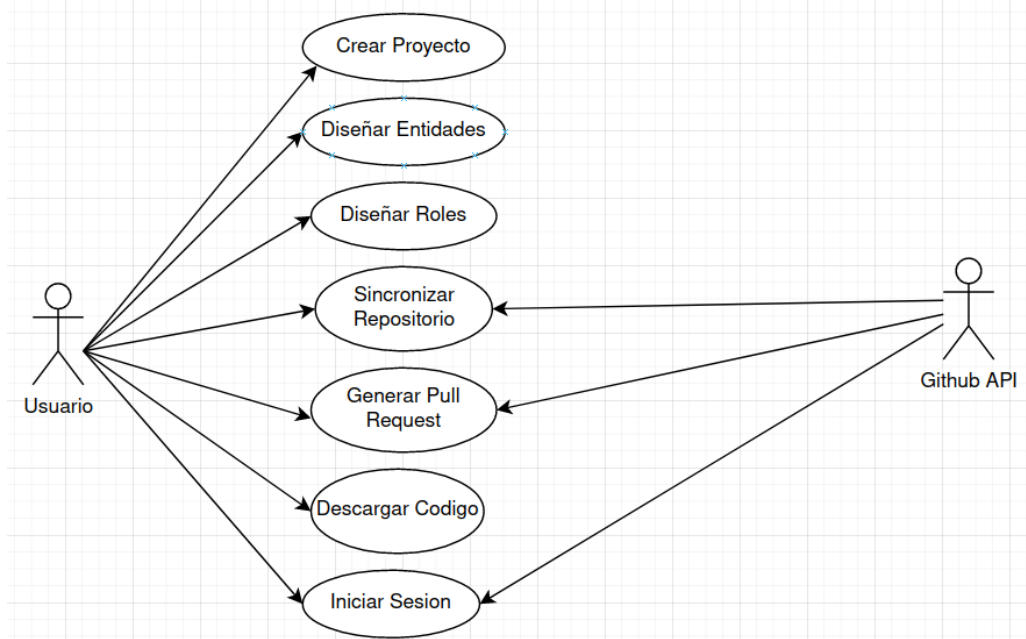 Crear Proyecto
Diseñar Entidades
Diseñar Roles
Sincronizar
Repositorio
Usuario
Github API
Generar Pull
Request
Descargar Codigo
Iniciar Sesion